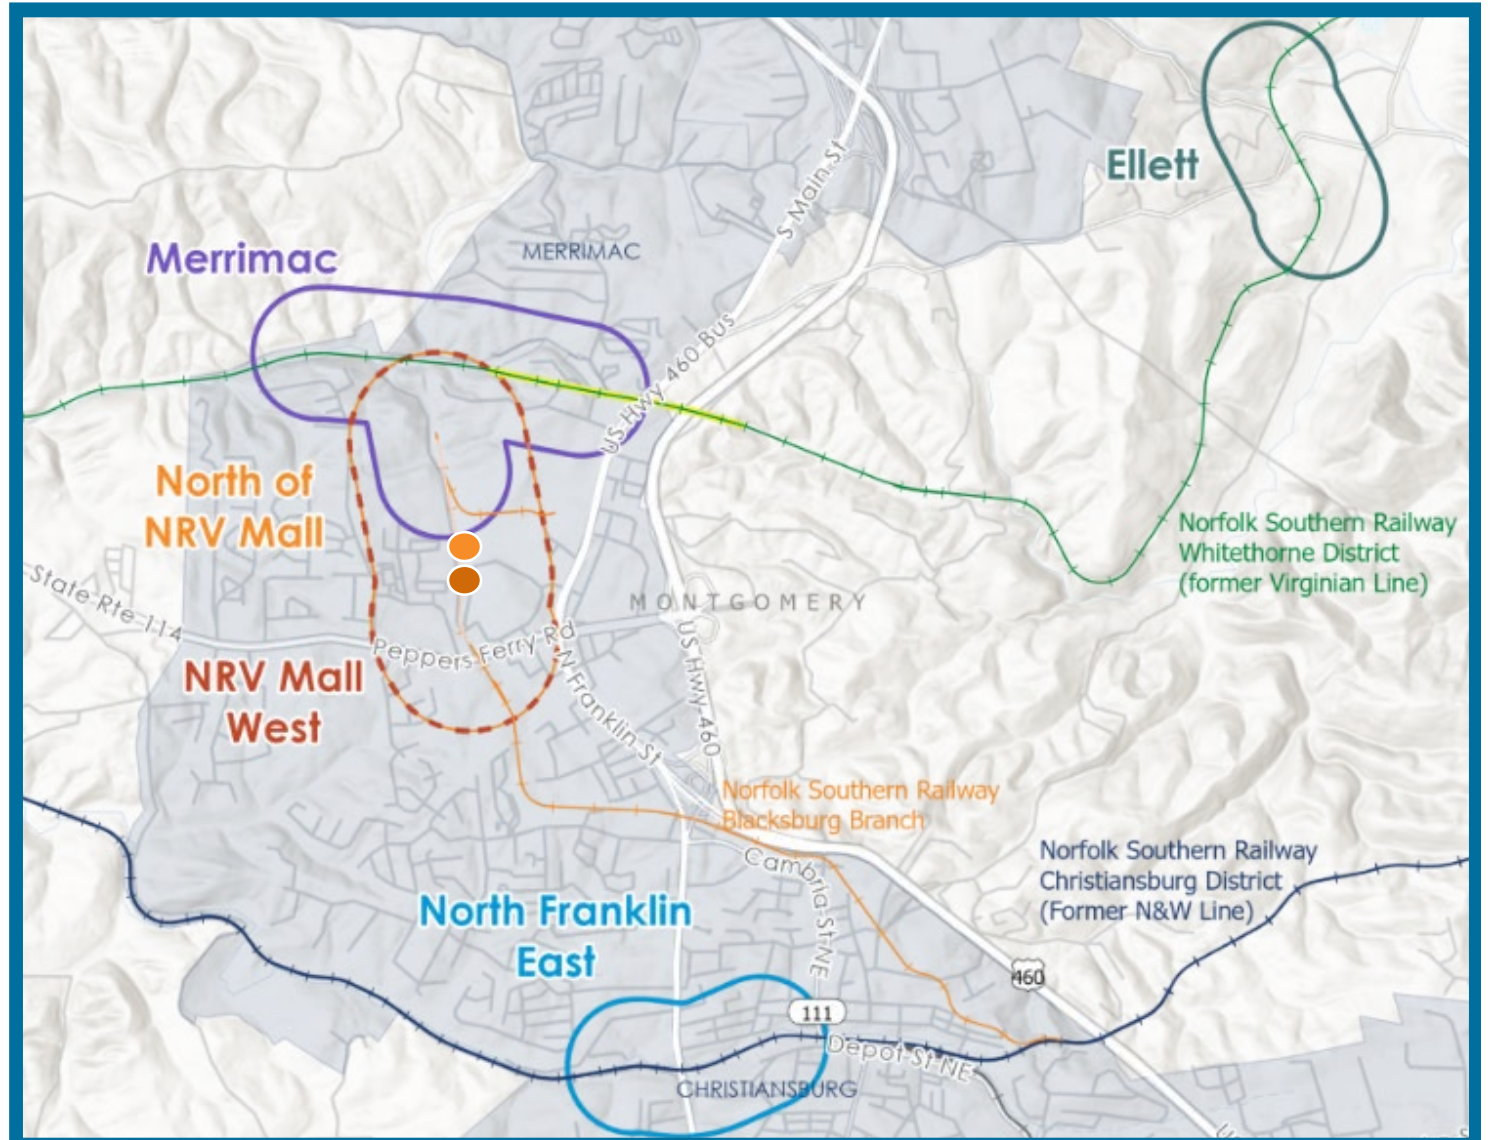 Ellett
S Main St
Merrimac
MERRIMAC
US Hwy 460 Bus
North of
NRV Mall
Norfolk Southern Railway
Whitethorne District
(former Virginian Line)
State Rte 114
MONTGOMERY
Peppers Ferry Rd
US Hwy 460
NRV Mall
West
N Franklin St
Norfolk Southern Railway
Blacksburg Branch
Norfolk Southern Railway
Christiansburg District
(Former N&W Line)
Cambria St NE
North Franklin
East
460
111
Depot St NE
CHRISTIANSBURG